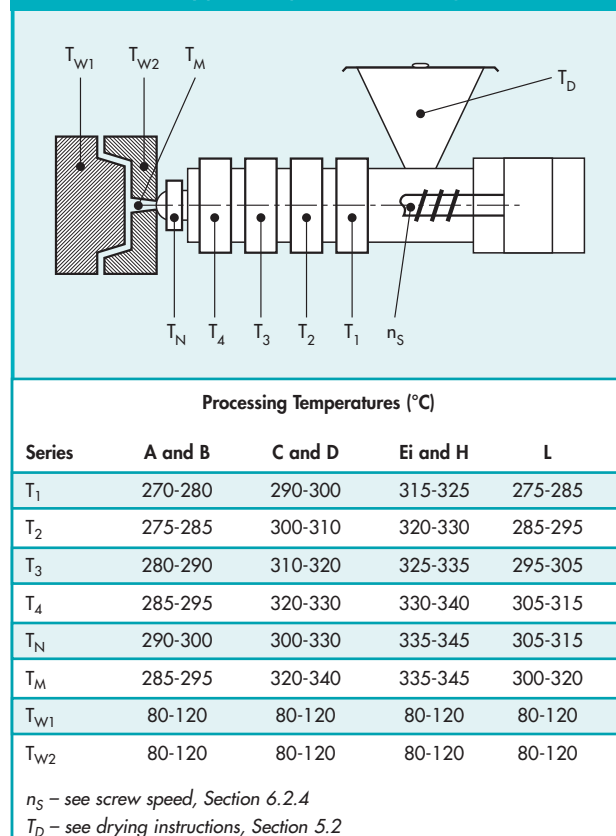 T_W1 T_W2 T_M
T_D
T_N T_4 T_3 T_2 T_1 n_S
Processing Temperatures (°C)
Series A and B C and D Ei and H L
T_1 270-280 290-300 315-325 275-285
T_2 275-285 300-310 320-330 285-295
T_3 280-290 310-320 325-335 295-305
T_4 285-295 320-330 330-340 305-315
T_N 290-300 300-330 335-345 305-315
T_M 285-295 320-340 335-345 300-320
T_W1 80-120 80-120 80-120 80-120
T_W2 80-120 80-120 80-120 80-120
n_S – see screw speed, Section 6.2.4
T_D – see drying instructions, Section 5.2